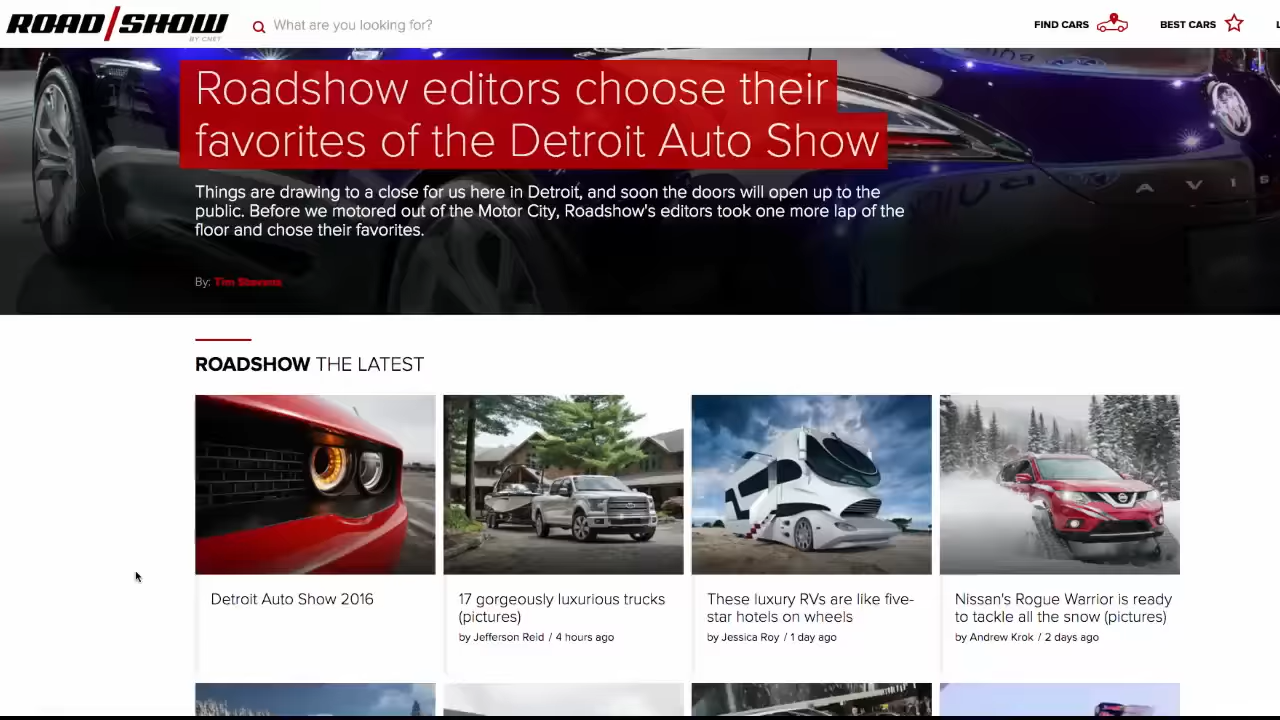 ROAD/SHOW
BY CNET
What are you looking for?
FIND CARS
BEST CARS
Roadshow editors choose their
favorites of the Detroit Auto Show
Things are drawing to a close for us here in Detroit, and soon the doors will open up to the
public. Before we motored out of the Motor City, Roadshow's editors took one more lap of the
floor and chose their favorites.
By: Tim Stevens
AVIS
ROADSHOW THE LATEST
Detroit Auto Show 2016
17 gorgeously luxurious trucks
(pictures)
by Jefferson Reid / 4 hours ago
These luxury RVs are like five-
star hotels on wheels
by Jessica Roy / 1 day ago
Nissan's Rogue Warrior is ready
to tackle all the snow (pictures)
by Andrew Krok / 2 days ago